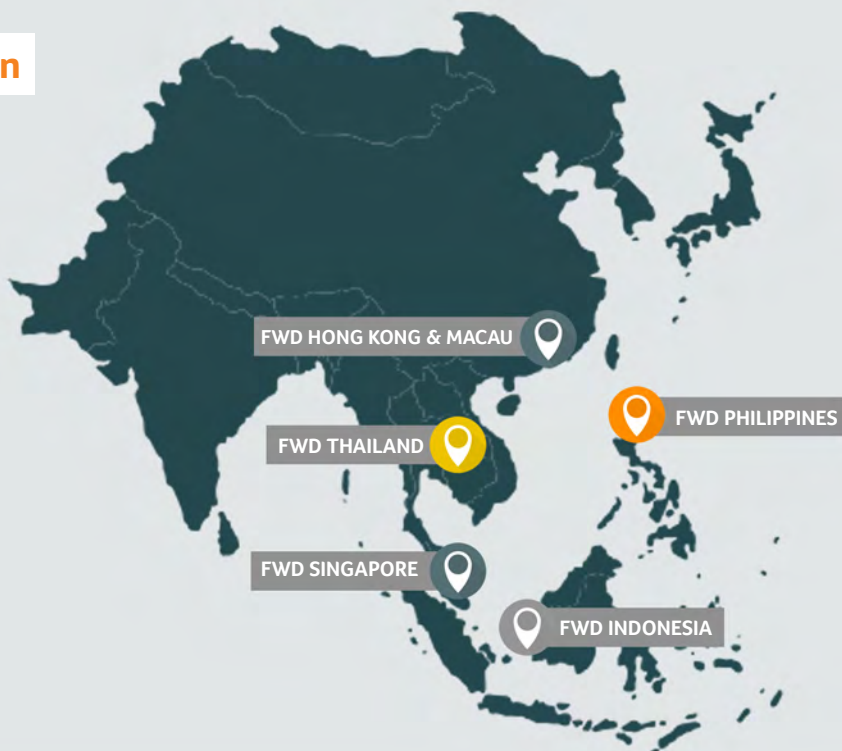 n
FWD HONG KONG & MACAU
FWD PHILIPPINES
FWD THAILAND
FWD SINGAPORE
FWD INDONESIA